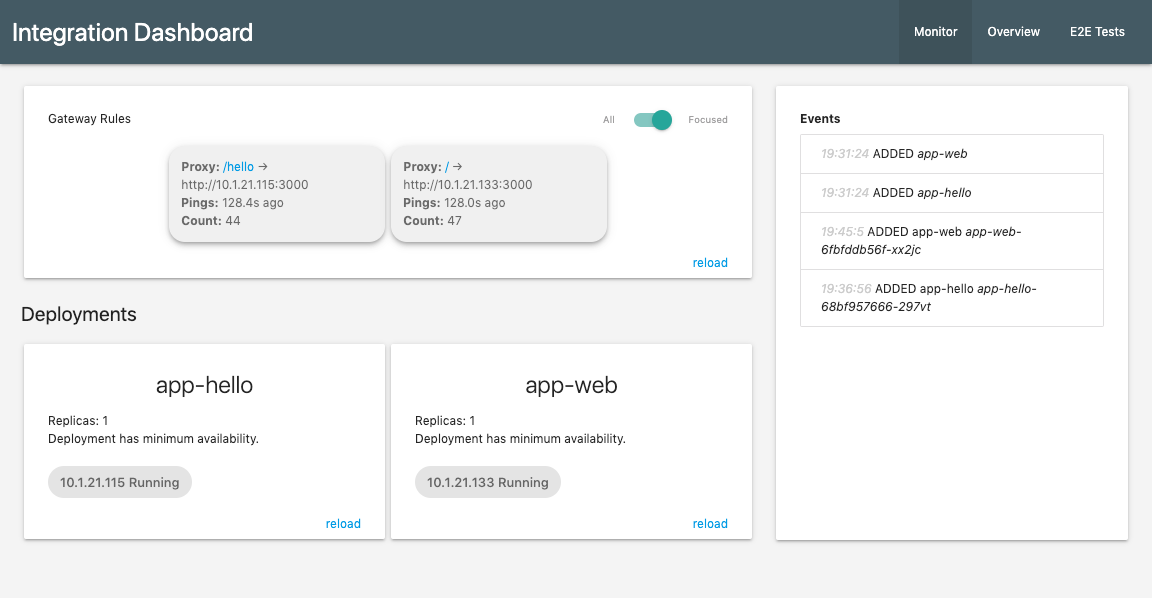 Integration Dashboard
Monitor
Overview
E2E Tests
Gateway Rules
All
Focused
Proxy: /hello →
http://10.1.21.115:3000
Pings: 128.4s ago
Count: 44
Proxy: / →
http://10.1.21.133:3000
Pings: 128.0s ago
Count: 47
reload
Deployments
app-hello
Replicas: 1
Deployment has minimum availability.
10.1.21.115 Running
reload
app-web
Replicas: 1
Deployment has minimum availability.
10.1.21.133 Running
reload
Events
19:31:24 ADDED app-web
19:31:24 ADDED app-hello
19:45:5 ADDED app-web app-web-
6fbfddb56f-xx2jc
19:36:56 ADDED app-hello app-hello-
68bf957666-297vt